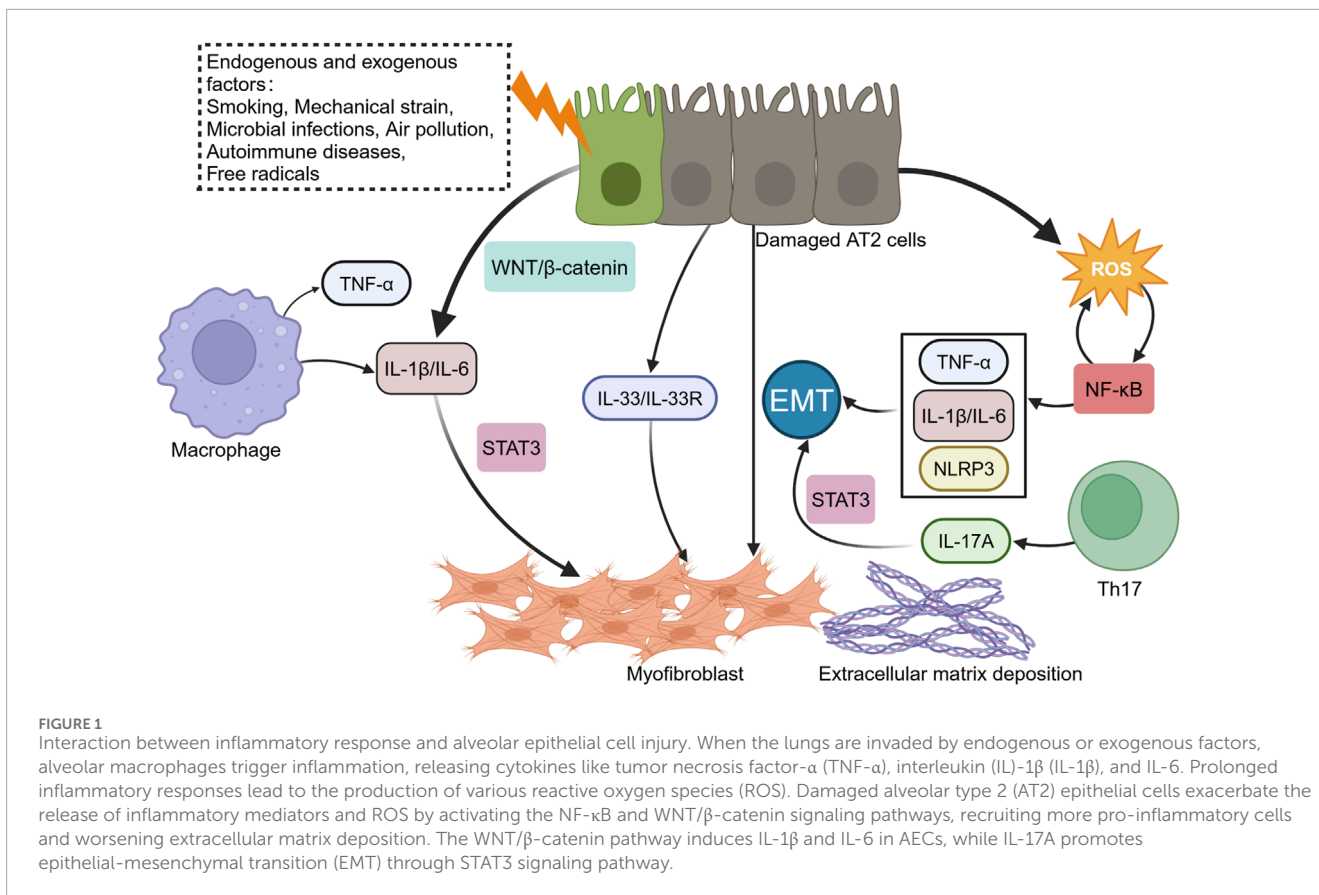 Endogenous and exogenous
factors:
Smoking, Mechanical strain,
Microbial infections, Air pollution,
Autoimmune diseases,
Free radicals
Damaged AT2 cells
WNT/β-catenin
TNF-α
ROS
IL-1β/IL-6
Macrophage
IL-33/IL-33R
EMT
TNF-α
IL-1β/IL-6
NLRP3
NF-κB
STAT3
STAT3
IL-17A
Th17
Myofibroblast
Extracellular matrix deposition
FIGURE 1
Interaction between inflammatory response and alveolar epithelial cell injury. When the lungs are invaded by endogenous or exogenous factors,
alveolar macrophages trigger inflammation, releasing cytokines like tumor necrosis factor-α (TNF-α), interleukin (IL)-1β (IL-1β), and IL-6. Prolonged
inflammatory responses lead to the production of various reactive oxygen species (ROS). Damaged alveolar type 2 (AT2) epithelial cells exacerbate the
release of inflammatory mediators and ROS by activating the NF-κB and WNT/β-catenin signaling pathways, recruiting more pro-inflammatory cells
and worsening extracellular matrix deposition. The WNT/β-catenin pathway induces IL-1β and IL-6 in AECs, while IL-17A promotes
epithelial-mesenchymal transition (EMT) through STAT3 signaling pathway.